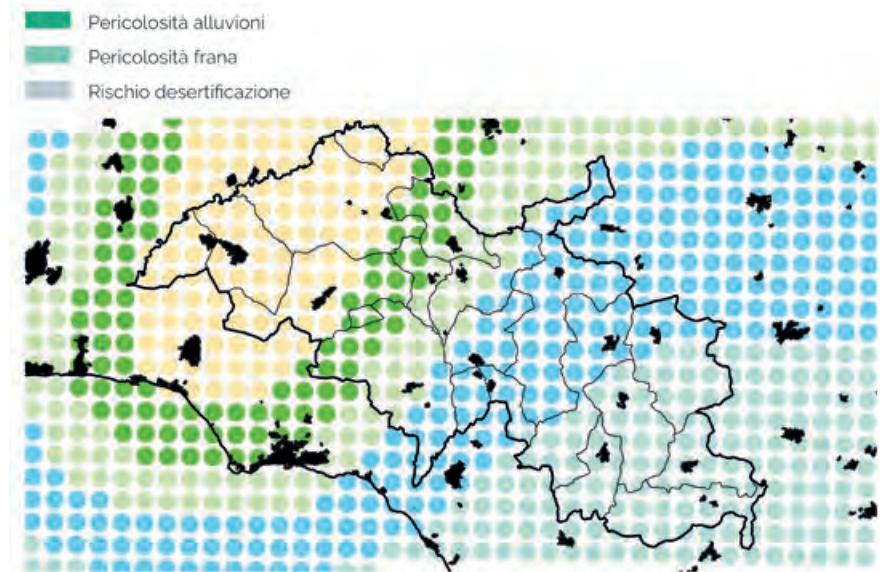 Pericolosità alluvioni
Pericolosità frana
Rischio desertificazione